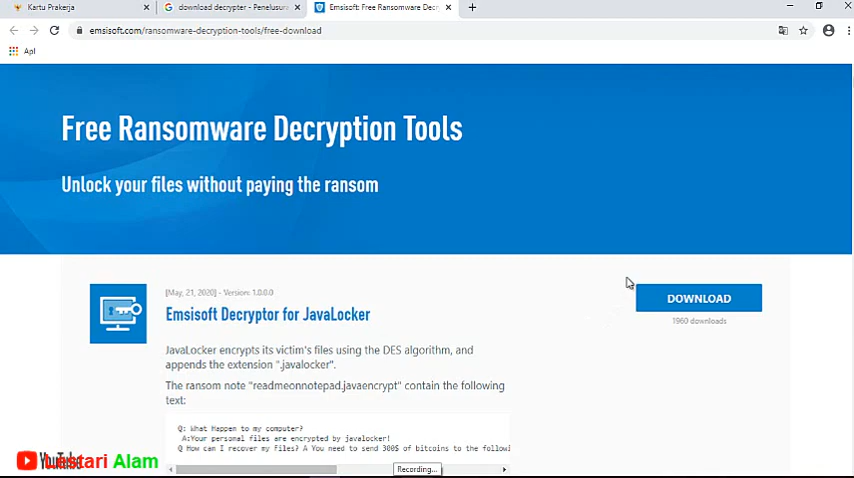 Kartu Prakerja
download decrypter - Penelusura
Emsisoft: Free Ransomware Decr
emsisoft.com/ransomware-decryption-tools/free-download
Apl
Free Ransomware Decryption Tools
Unlock your files without paying the ransom
[May, 21, 2020] - Version: 1.0.0.0
Emsisoft Decryptor for JavaLocker
DOWNLOAD
1960 downloads
JavaLocker encrypts its victim's files using the DES algorithm, and
appends the extension ".javalocker".
The ransom note "readmeonnotepad.javaencrypt" contain the following
text:
Q: What Happen to my computer?
A:Your personal files are encrypted by javalocker!
Q How can I recover my files? A You need to send 300$ of bitcoins to the followi
YouTube
Lestari Alam
Recording...